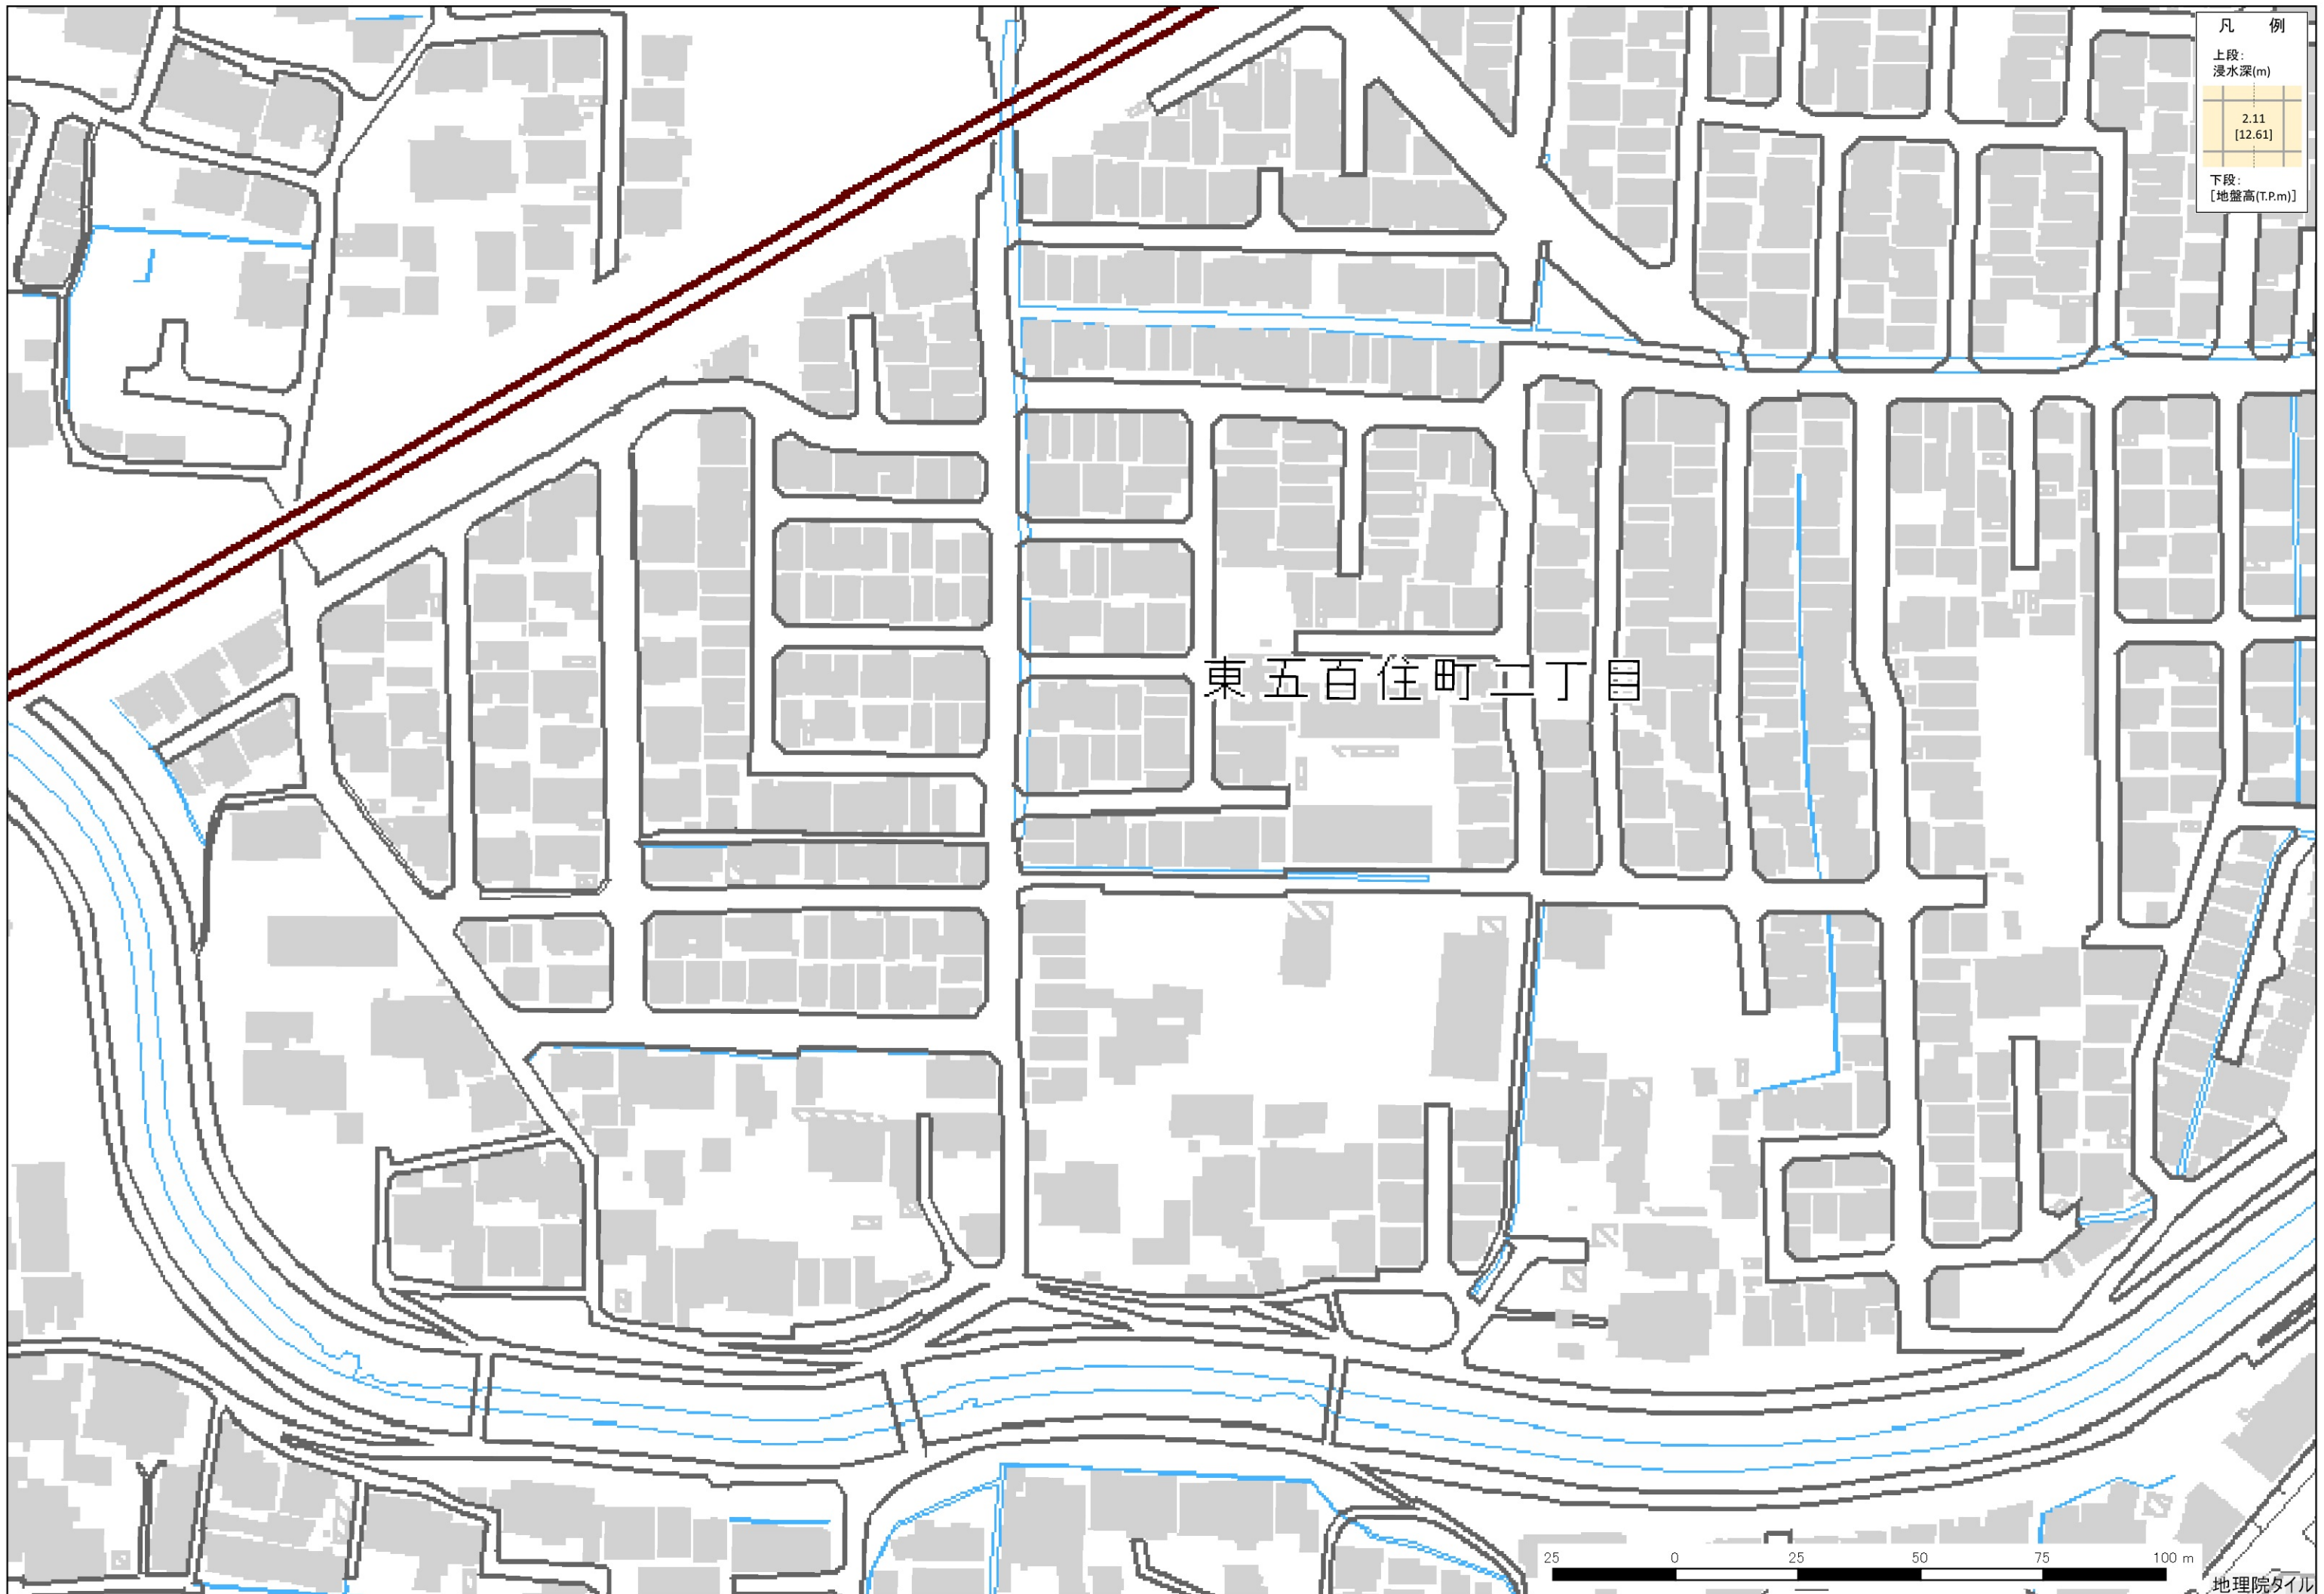 凡 例
上段:
浸水深(m)
2.11
[12.61]
下段:
[地盤高(T.P.m)]
東五百住町二丁目
25 0 25 50 75 100 m
地理院タイル